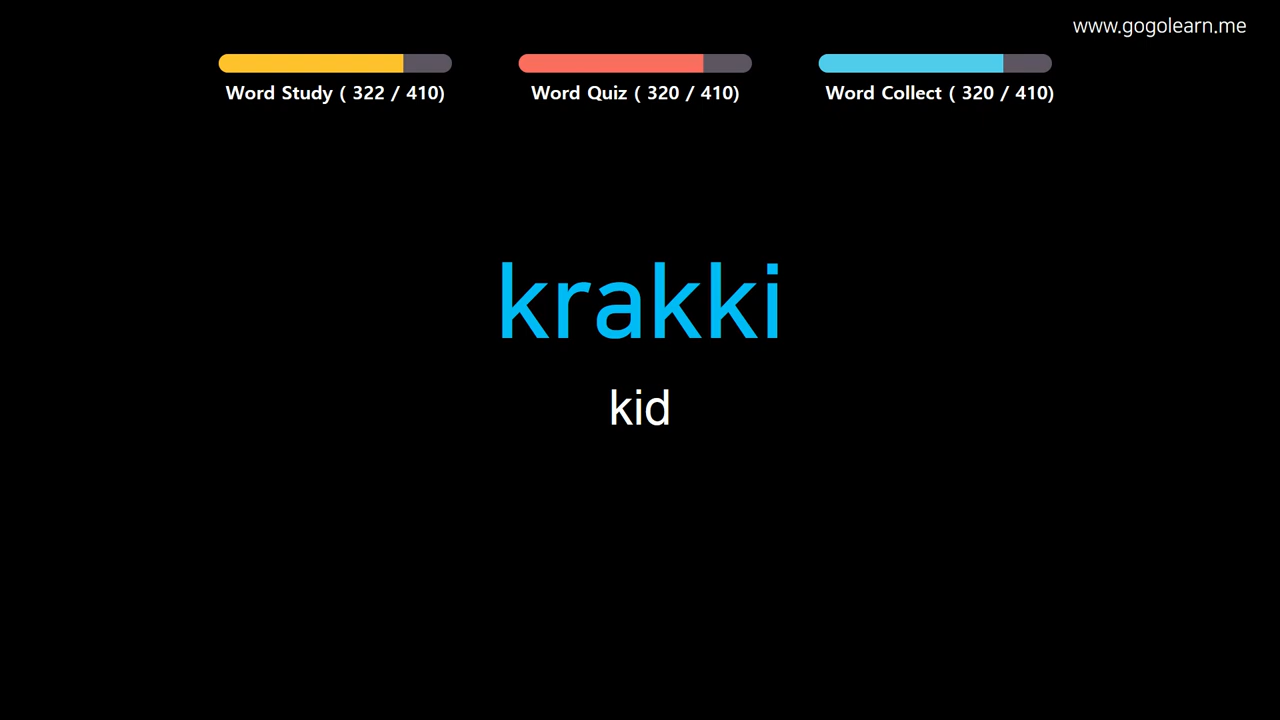 www.gogolearn.me
Word Study ( 322 / 410)
Word Quiz ( 320 / 410)
Word Collect ( 320 / 410)
krakki
kid